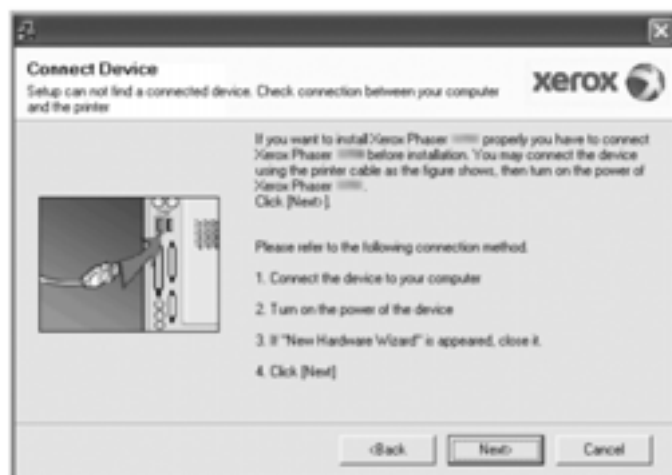 Connect Device
Setup can not find a connected device. Check connection between your computer
and the printer
xerox
If you want to install Xerox Phaser properly you have to connect
Xerox Phaser before installation. You may connect the device
using the printer cable as the figure shows, then turn on the power of
Xerox Phaser .
Click [Next>].
Please refer to the following connection method.
1. Connect the device to your computer
2. Turn on the power of the device
3. If "New Hardware Wizard" is appeared, close it.
4. Click [Next]
<Back
Next>
Cancel